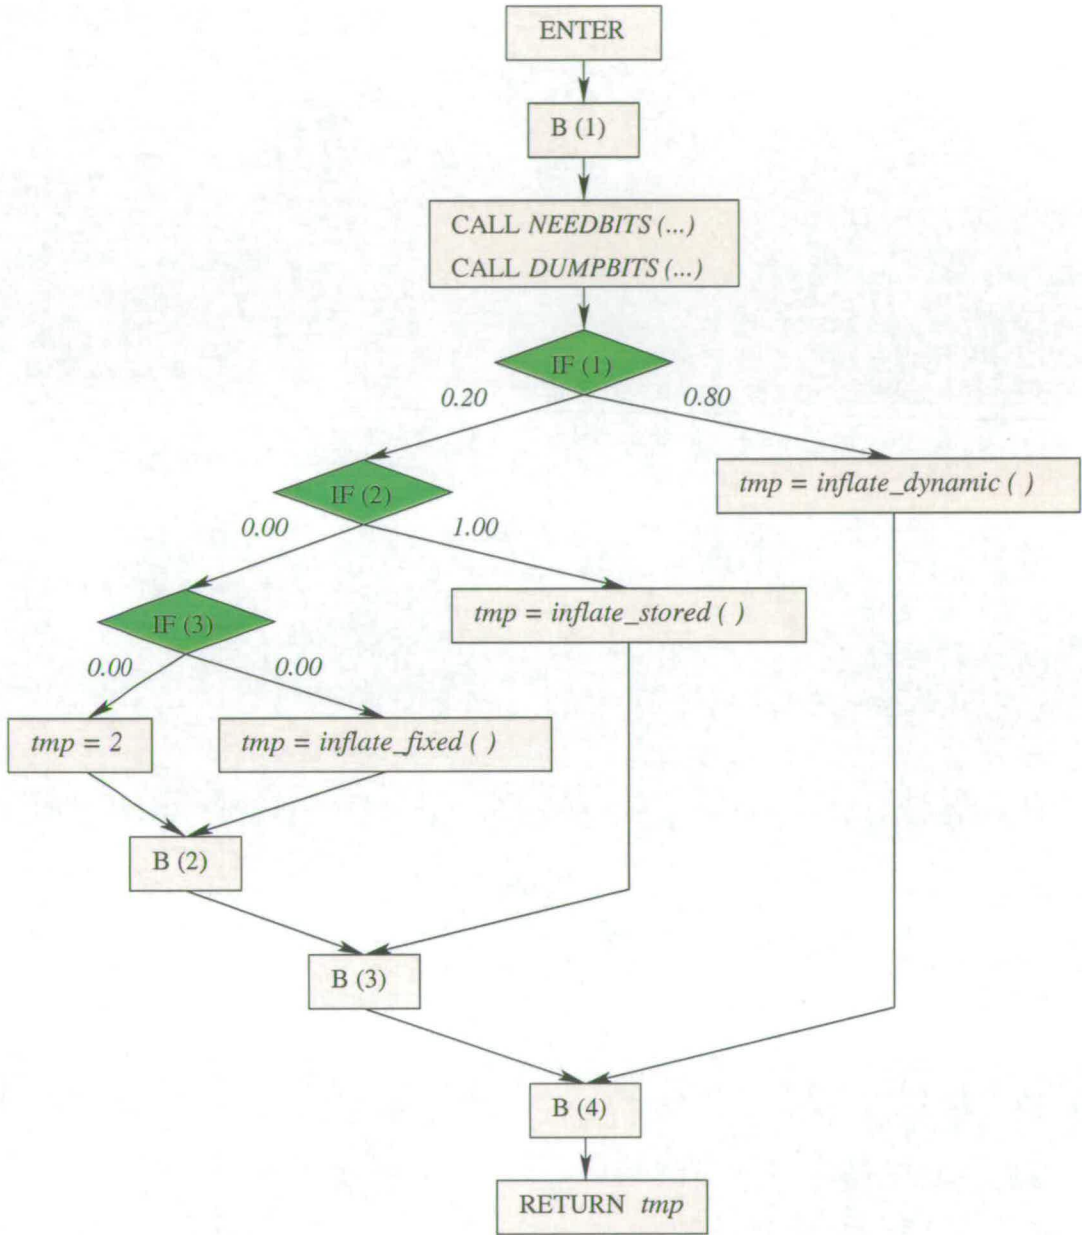 ENTER
B (1)
CALL NEEDBITS (...)
CALL DUMPBITS (...)
IF (1)
0.20
0.80
IF (2)
tmp = inflate_dynamic ( )
0.00
1.00
IF (3)
tmp = inflate_stored ( )
0.00
0.00
tmp = 2
tmp = inflate_fixed ( )
B (2)
B (3)
B (4)
RETURN tmp